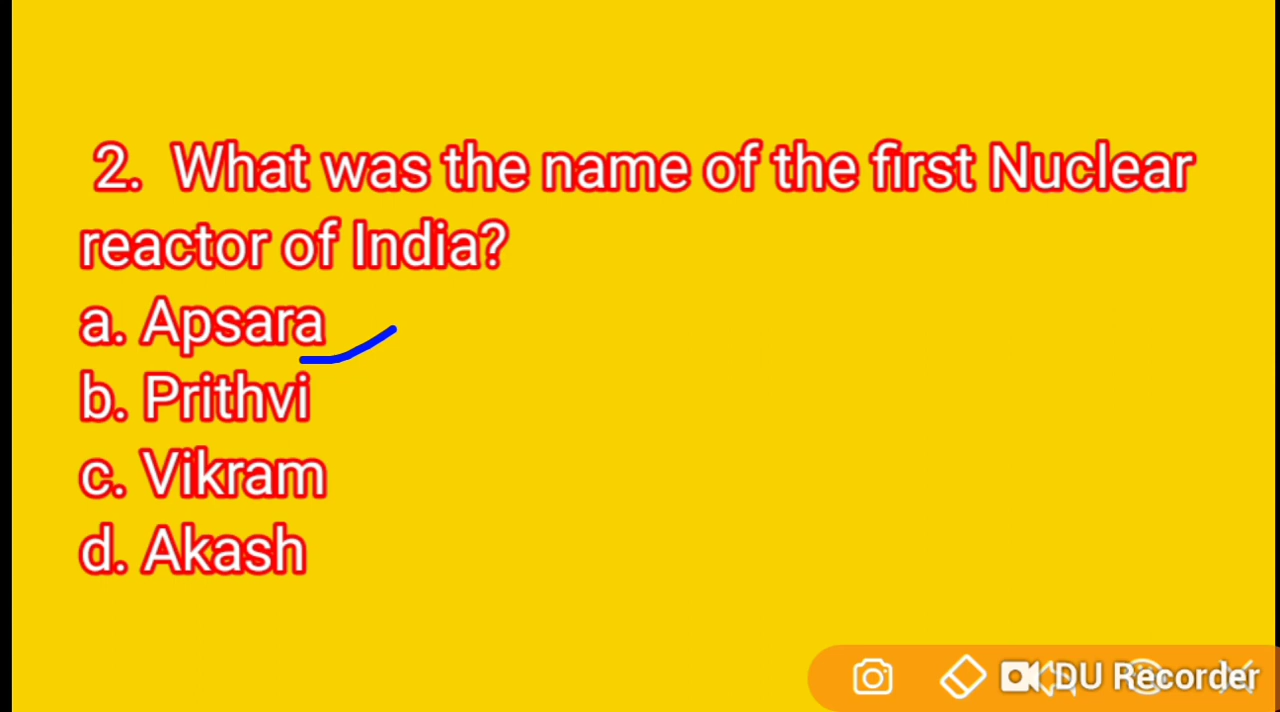 2. What was the name of the first Nuclear
reactor of India?
a. Apsara
b. Prithvi
c. Vikram
d. Akash
DU Recorder